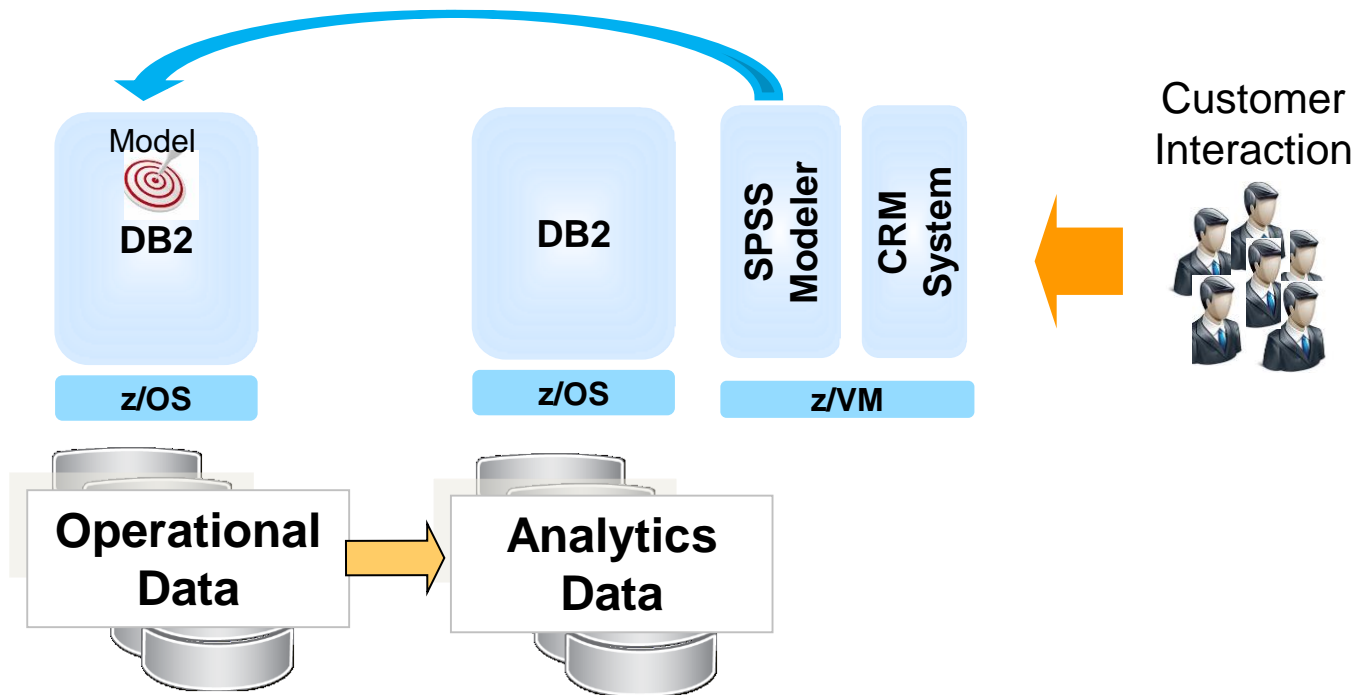 Customer
Interaction
Model
DB2
DB2
SPSS
Modeler
CRM
System
z/OS
z/OS
z/VM
Operational
Data
Analytics
Data